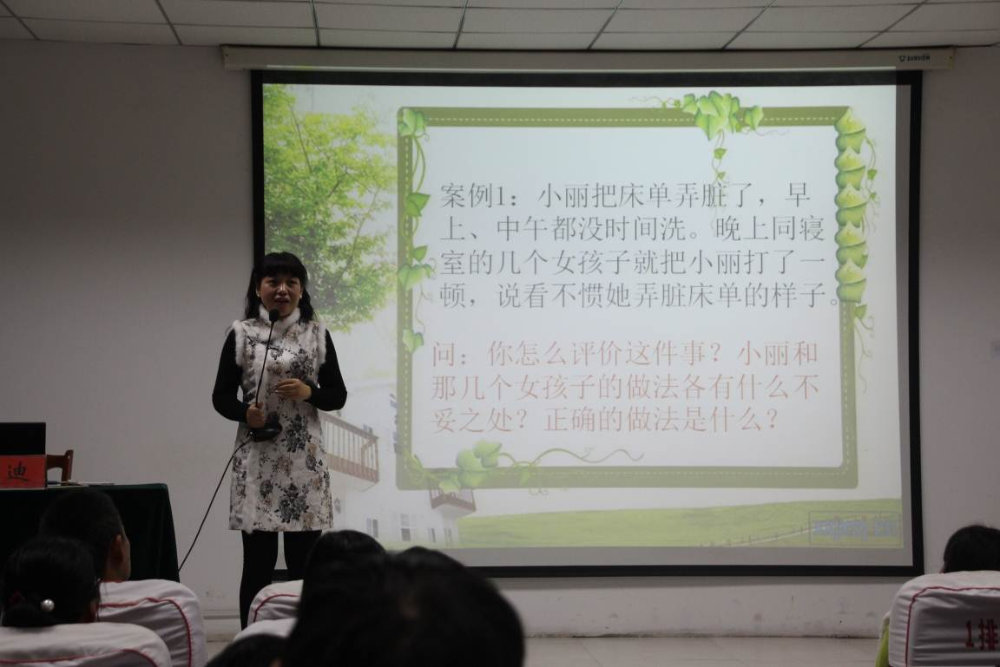 案例1：小丽把床单弄脏了，早
上、中午都没时间洗。晚上同寝
室的几个女孩子就把小丽打了一
顿，说看不惯她弄脏床单的样子。
问：你怎么评价这件事？小丽和
那几个女孩子的做法各有什么不
妥之处？正确的做法是什么？
迪
1排